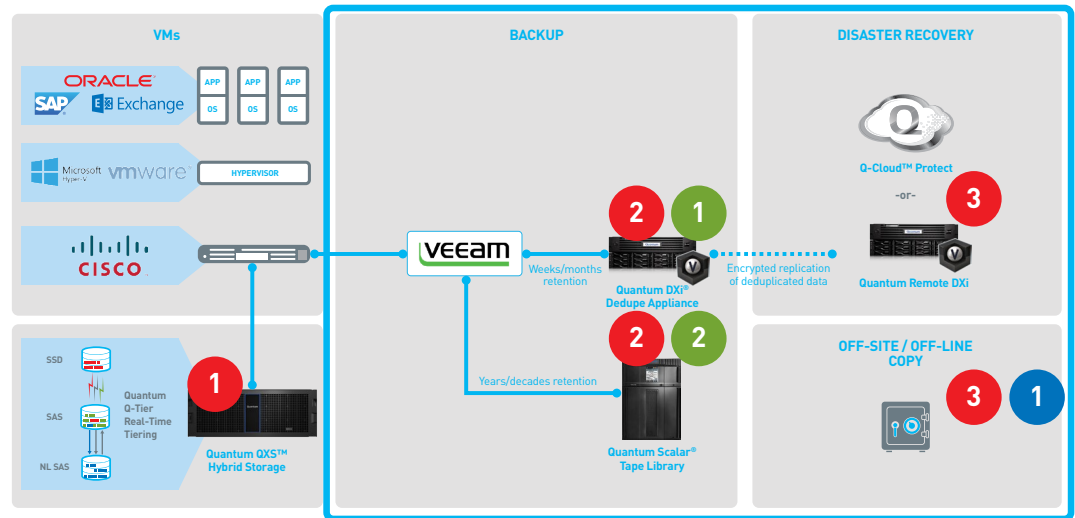 VMs
ORACLE®
SAP®
E Exchange
APP APP APP
OS OS OS
Microsoft
Hyper-V
vmware
HYPERVISOR
CISCO
SSD
SAS
NL SAS
Quantum
Q-Tier
Real-Time
Tiering
1
Quantum QXS™
Hybrid Storage
BACKUP
veeam
Weeks/months
retention
2 1
V
Quantum DXi®
Dedupe Appliance
Years/decades retention
2 2
Quantum Scalar®
Tape Library
Encrypted replication
of deduplicated data
DISASTER RECOVERY
Q
Q-Cloud™ Protect
-or-
3
V
Quantum Remote DXi
OFF-SITE / OFF-LINE
COPY
3 1